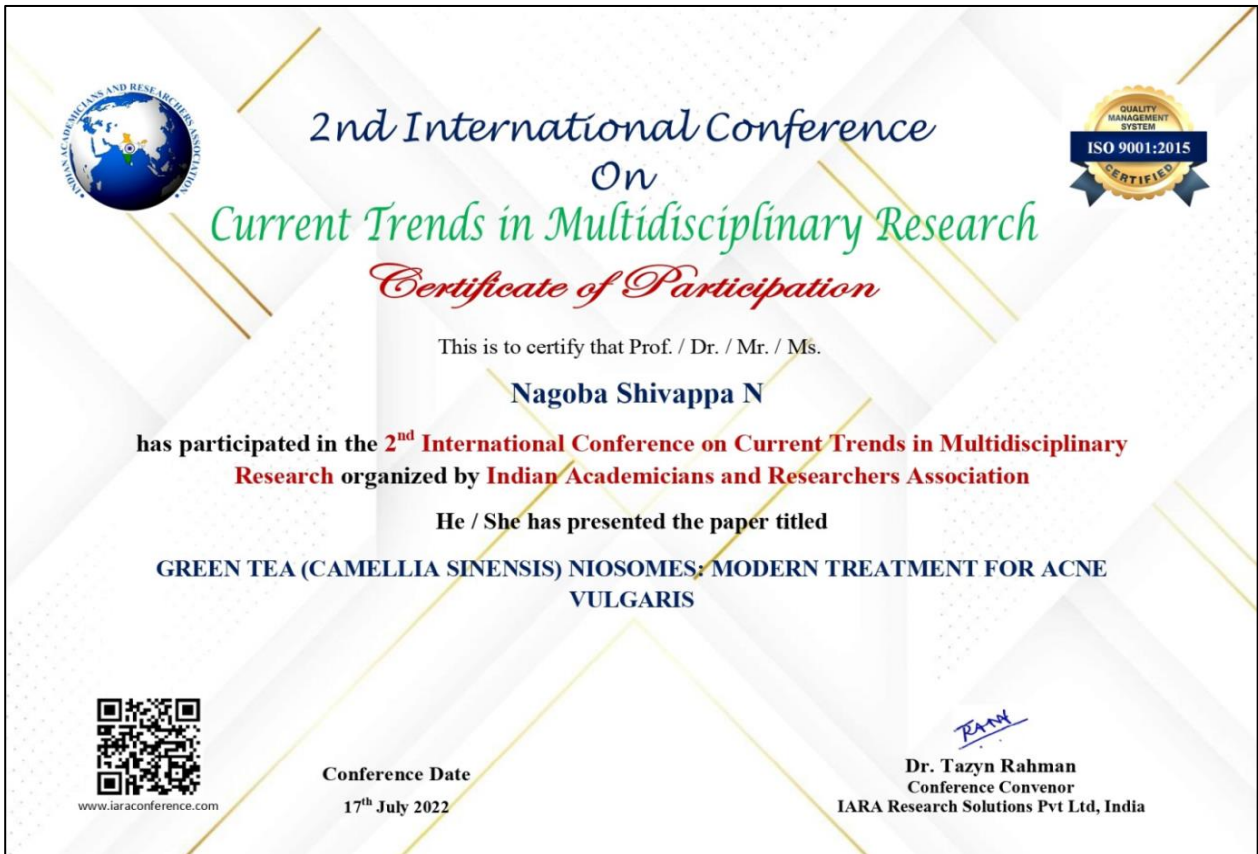 INDIAN ACADEMICIANS AND RESEARCHERS ASSOCIATION
2nd International Conference
On
Current Trends in Multidisciplinary Research
Certificate of Participation
QUALITY
MANAGEMENT
SYSTEM
ISO 9001:2015
CERTIFIED
This is to certify that Prof. / Dr. / Mr. / Ms.
Nagoba Shivappa N
has participated in the 2nd International Conference on Current Trends in Multidisciplinary
Research organized by Indian Academicians and Researchers Association
He / She has presented the paper titled
GREEN TEA (CAMELLIA SINENSIS) NIOSOMES: MODERN TREATMENT FOR ACNE
VULGARIS
www.iaraconference.com
Conference Date
17th July 2022
Dr. Tazyn Rahman
Conference Convenor
IARA Research Solutions Pvt Ltd, India